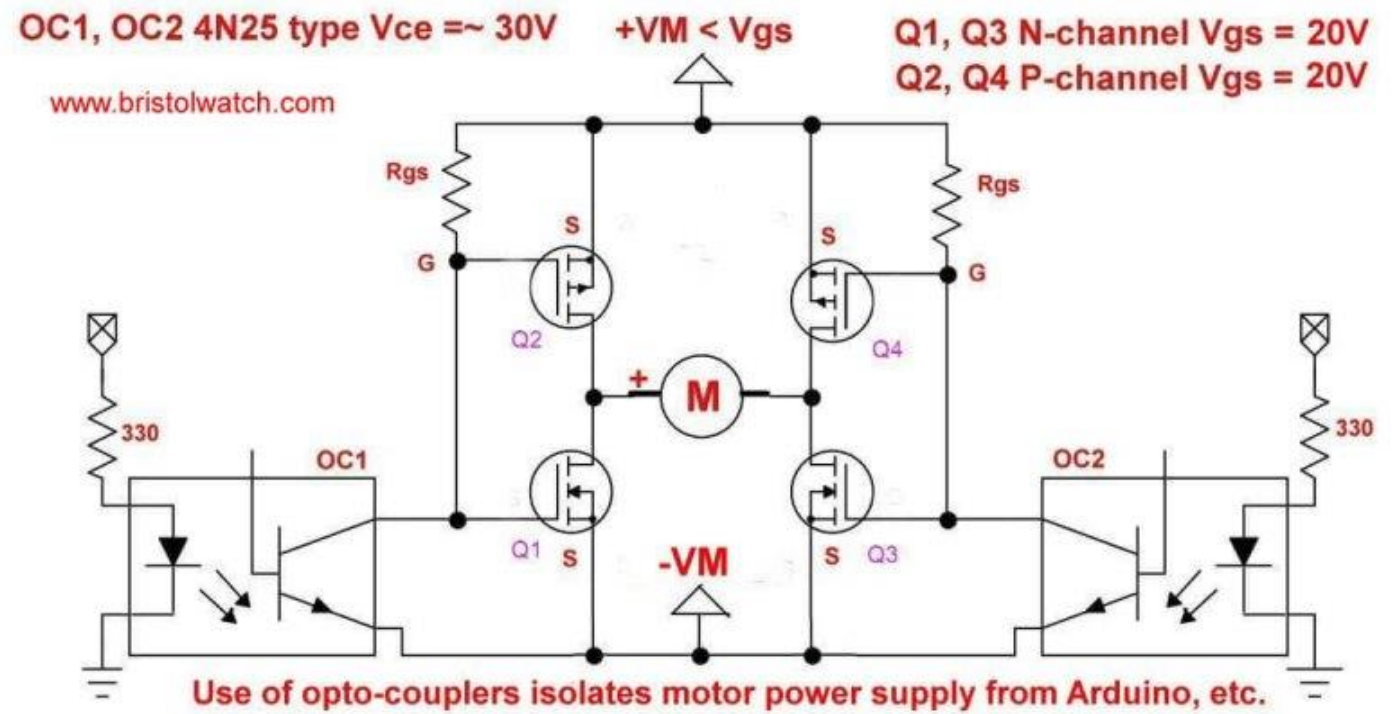 OC1, OC2 4N25 type Vce =~ 30V
+VM < Vgs
Q1, Q3 N-channel Vgs = 20V
Q2, Q4 P-channel Vgs = 20V
www.bristolwatch.com
Rgs
Rgs
S
S
G
G
Q2
Q4
+
M
330
330
OC1
OC2
Q1
S
-VM
S
Q3
Use of opto-couplers isolates motor power supply from Arduino, etc.